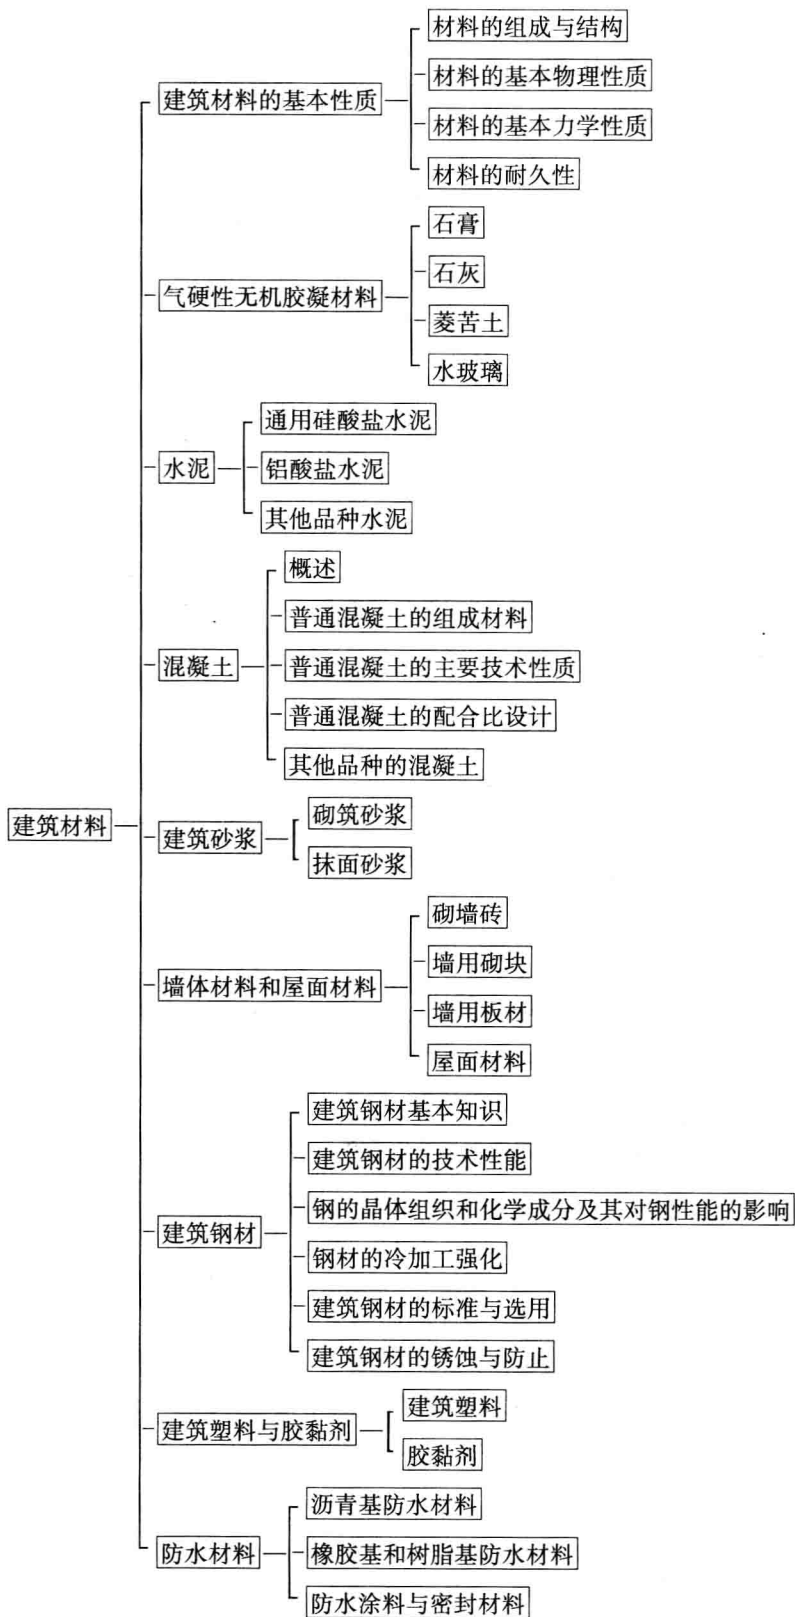 材料的组成与结构
材料的基本物理性质
建筑材料的基本性质
材料的基本力学性质
材料的耐久性
石膏
石灰
气硬性无机胶凝材料
菱苦土
水玻璃
通用硅酸盐水泥
水泥
铝酸盐水泥
其他品种水泥
概述
普通混凝土的组成材料
混凝土
普通混凝土的主要技术性质
普通混凝土的配合比设计
其他品种的混凝土
建筑材料
建筑砂浆
砌筑砂浆
抹面砂浆
砌墙砖
墙用砌块
墙体材料和屋面材料
墙用板材
屋面材料
建筑钢材基本知识
建筑钢材的技术性能
钢的晶体组织和化学成分及其对钢性能的影响
建筑钢材
钢材的冷加工强化
建筑钢材的标准与选用
建筑钢材的锈蚀与防止
建筑塑料
建筑塑料与胶黏剂
胶黏剂
沥青基防水材料
防水材料
橡胶基和树脂基防水材料
防水涂料与密封材料